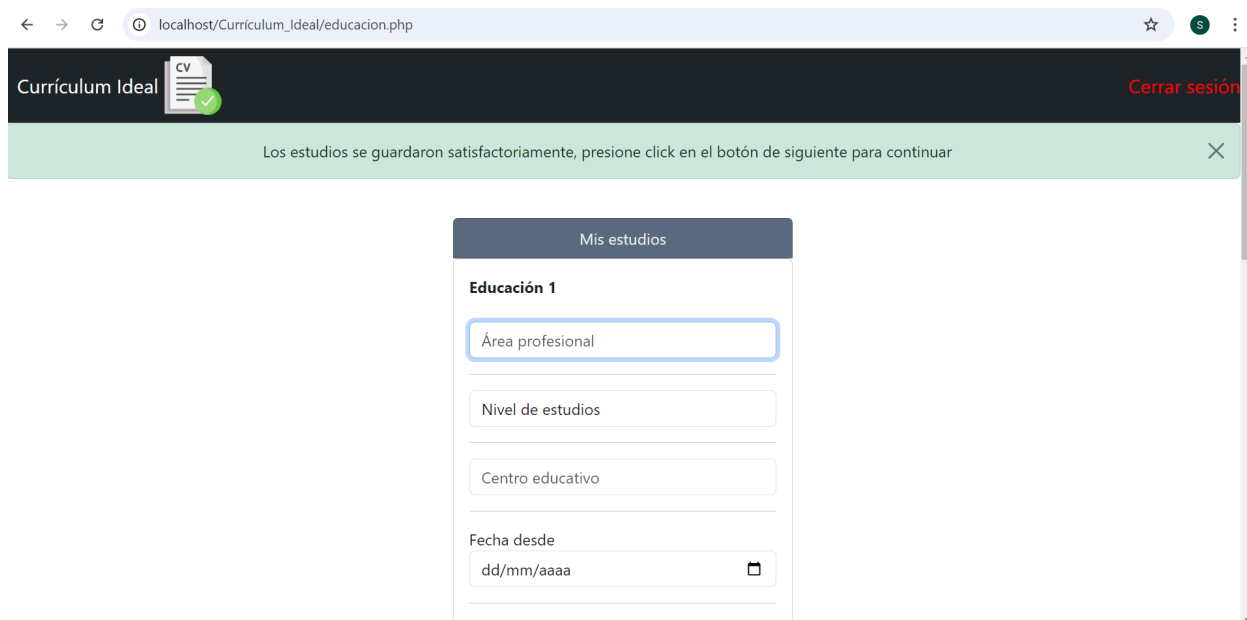 localhost/Currículum_Ideal/educacion.php
S
Currículum Ideal
CV
Cerrar sesión
Los estudios se guardaron satisfactoriamente, presione click en el botón de siguiente para continuar
Mis estudios
Educación 1
Área profesional
Nivel de estudios
Centro educativo
Fecha desde
dd/mm/aaaa